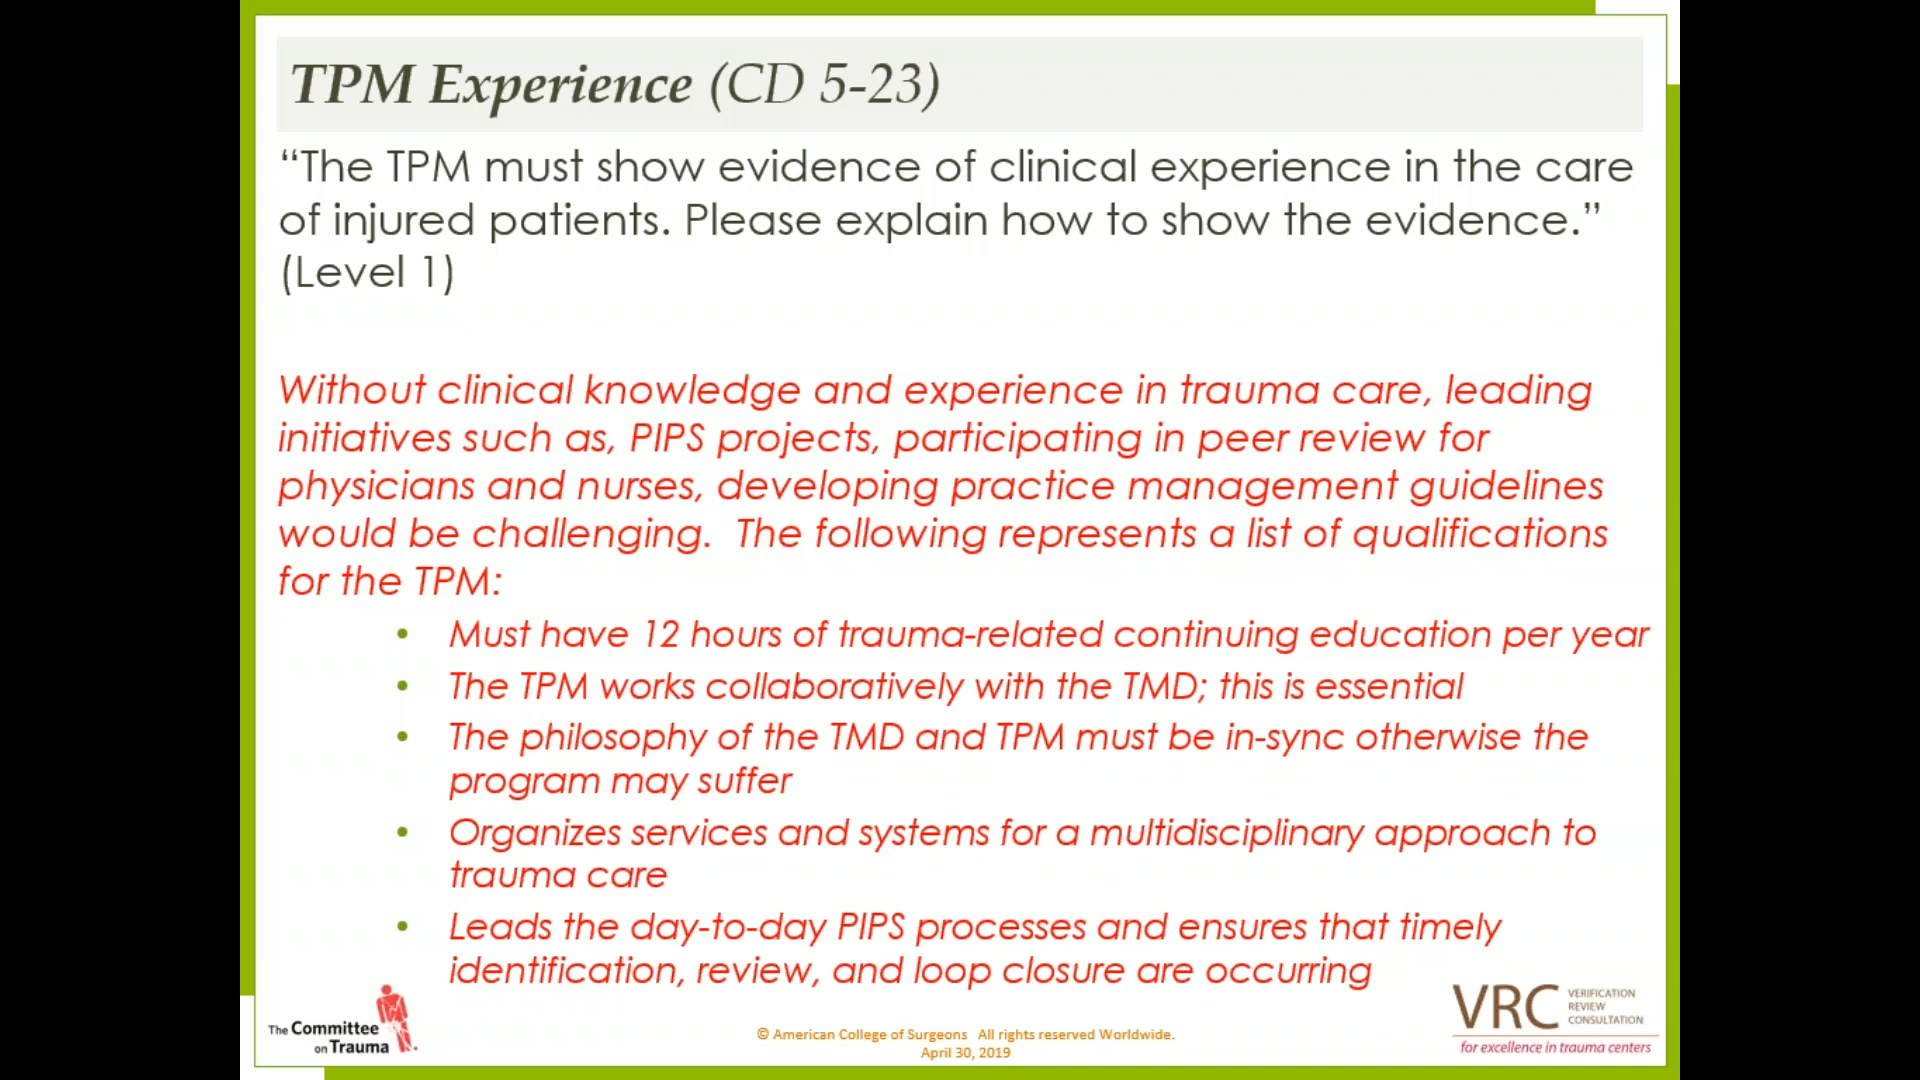 TPM Experience (CD 5-23)
“The TPM must show evidence of clinical experience in the care
of injured patients. Please explain how to show the evidence.”
(Level 1)
Without clinical knowledge and experience in trauma care, leading
initiatives such as, PIPS projects, participating in peer review for
physicians and nurses, developing practice management guidelines
would be challenging.  The following represents a list of qualifications
for the TPM:
• Must have 12 hours of trauma-related continuing education per year
• The TPM works collaboratively with the TMD; this is essential
• The philosophy of the TMD and TPM must be in-sync otherwise the
program may suffer
• Organizes services and systems for a multidisciplinary approach to
trauma care
• Leads the day-to-day PIPS processes and ensures that timely
identification, review, and loop closure are occurring
The Committee
on Trauma
© American College of Surgeons   All rights reserved Worldwide.
April 30, 2019
VRC VERIFICATION
REVIEW
CONSULTATION
for excellence in trauma centers